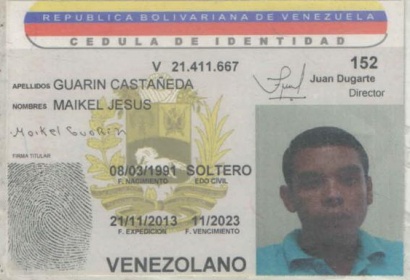 REPUBLICA BOLIVARIANA DE VENEZUELA
CEDULA DE IDENTIDAD
V 21.411.667
152
APELLIDOS GUARIN CASTAÑEDA
Juan Dugarte
Director
NOMBRES MAIKEL JESUS
Maikel Guarin
FIRMA TITULAR
08/03/1991 SOLTERO
F. NACIMIENTO EDO CIVIL
21/11/2013 11/2023
F. EXPEDICION F. VENCIMIENTO
VENEZOLANO